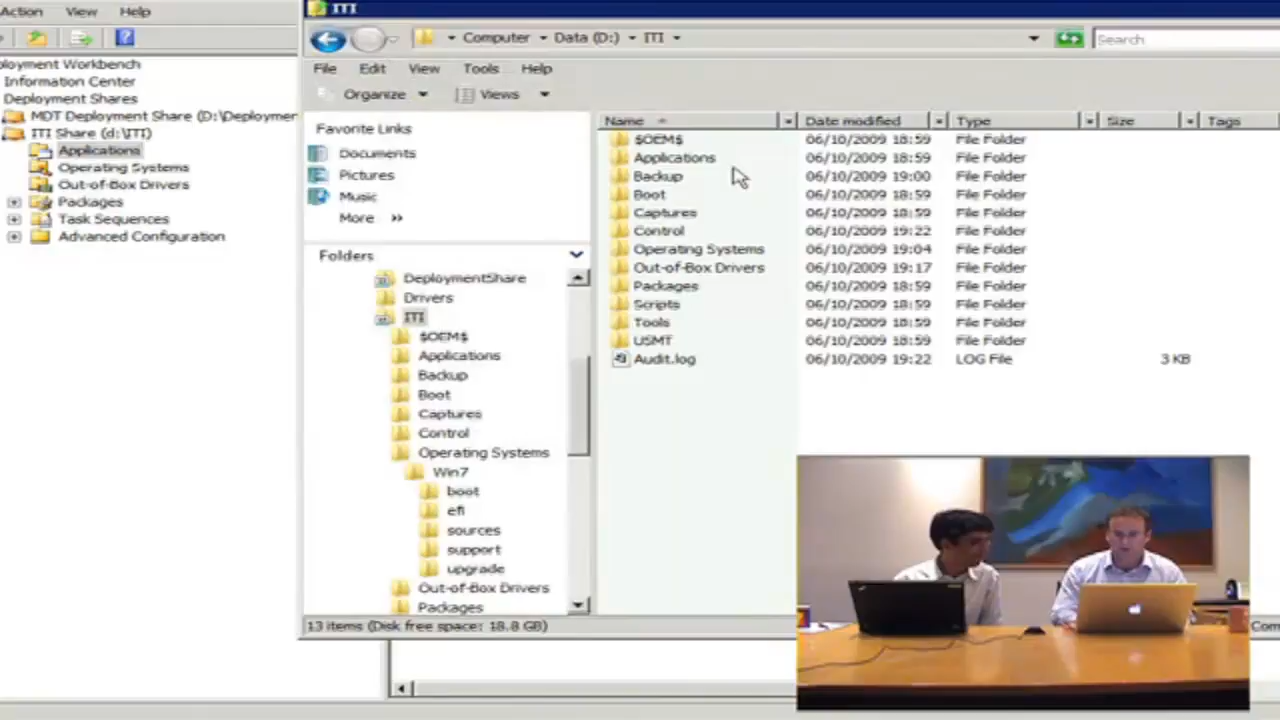 Action View Help
ployment Workbench
Information Center
Deployment Shares
MDT Deployment Share (D:\Deploymen
ITI Share (d:\ITI)
Applications
Operating Systems
Out-of-Box Drivers
Packages
Task Sequences
Advanced Configuration
ITI
Computer Data (D:) ITI
Search
File Edit View Tools Help
Organize Views
Favorite Links
Documents
Pictures
Music
More >>
Folders
DeploymentShare
Drivers
ITI
$OEM$
Applications
Backup
Boot
Captures
Control
Operating Systems
Win7
boot
efi
sources
support
upgrade
Out-of-Box Drivers
Packages
Name Date modified Type Size Tags
$OEM$ 06/10/2009 18:59 File Folder
Applications 06/10/2009 18:59 File Folder
Backup 06/10/2009 19:00 File Folder
Boot 06/10/2009 18:59 File Folder
Captures 06/10/2009 18:59 File Folder
Control 06/10/2009 19:22 File Folder
Operating Systems 06/10/2009 19:04 File Folder
Out-of-Box Drivers 06/10/2009 19:17 File Folder
Packages 06/10/2009 18:59 File Folder
Scripts 06/10/2009 18:59 File Folder
Tools 06/10/2009 18:59 File Folder
USMT 06/10/2009 18:59 File Folder
Audit.log 06/10/2009 19:22 LOG File 3 KB
13 items (Disk free space: 18.8 GB)
Com